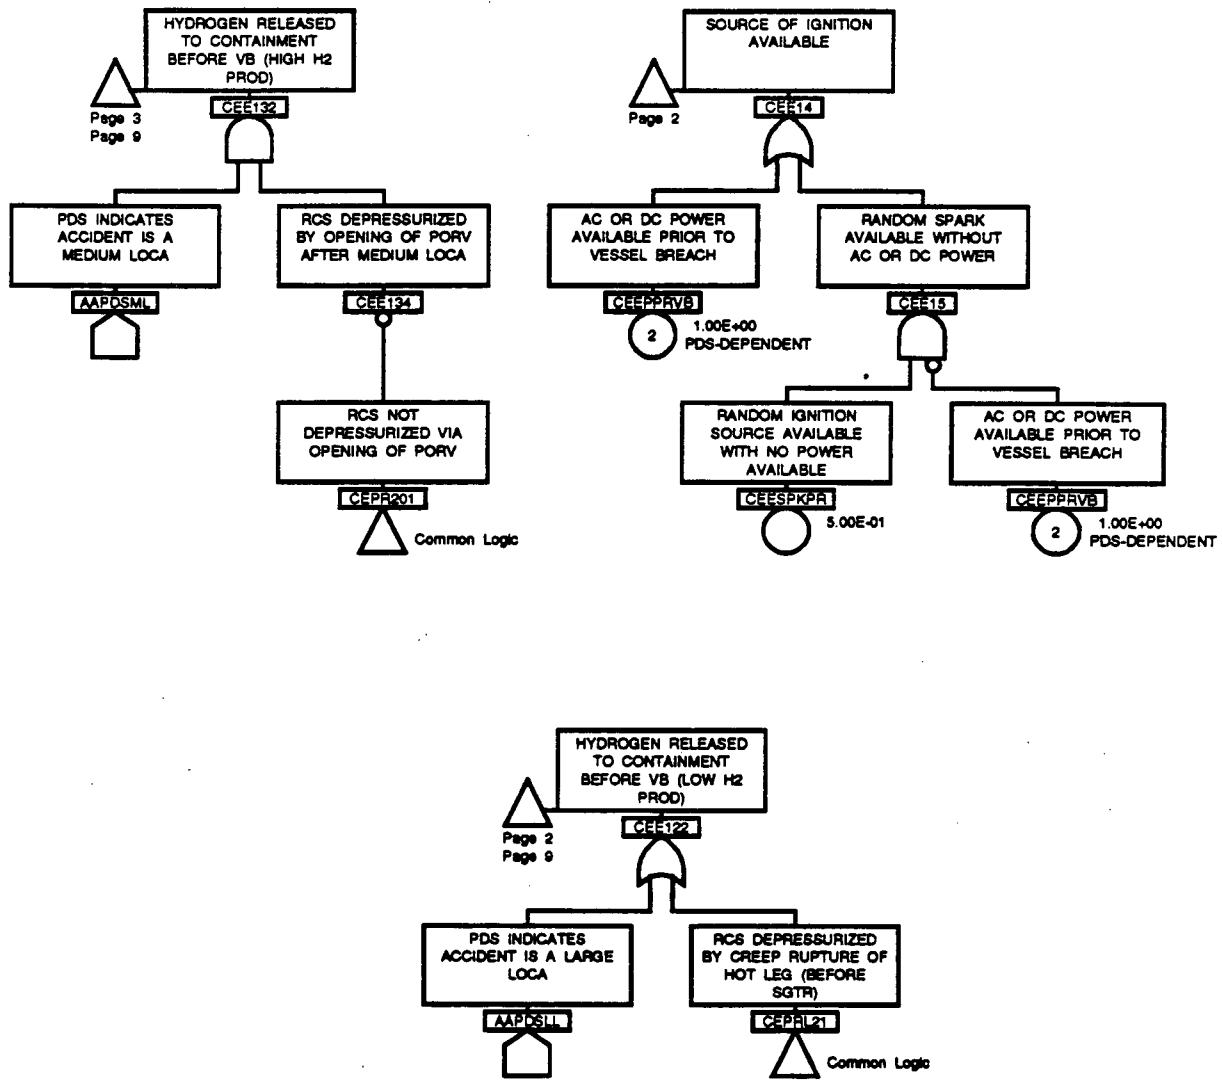 HYDROGEN RELEASED
TO CONTAINMENT
BEFORE VB (HIGH H2
PROD)
Page 3
Page 9
CEE132
PDS INDICATES
ACCIDENT IS A
MEDIUM LOCA
AAPDSML
RCS DEPRESSURIZED
BY OPENING OF PORV
AFTER MEDIUM LOCA
CEE134
RCS NOT
DEPRESSURIZED VIA
OPENING OF PORV
CEPR201
Common Logic
SOURCE OF IGNITION
AVAILABLE
Page 2
CEE14
AC OR DC POWER
AVAILABLE PRIOR TO
VESSEL BREACH
CEEPPRVB
2
1.00E+00
PDS-DEPENDENT
RANDOM SPARK
AVAILABLE WITHOUT
AC OR DC POWER
CEE15
RANDOM IGNITION
SOURCE AVAILABLE
WITH NO POWER
AVAILABLE
CEESPKPR
5.00E-01
AC OR DC POWER
AVAILABLE PRIOR TO
VESSEL BREACH
CEEPPRVB
2
1.00E+00
PDS-DEPENDENT
HYDROGEN RELEASED
TO CONTAINMENT
BEFORE VB (LOW H2
PROD)
Page 2
Page 9
CEE122
PDS INDICATES
ACCIDENT IS A LARGE
LOCA
AAPDSLL
RCS DEPRESSURIZED
BY CREEP RUPTURE OF
HOT LEG (BEFORE
SGTR)
CEPRL21
Common Logic